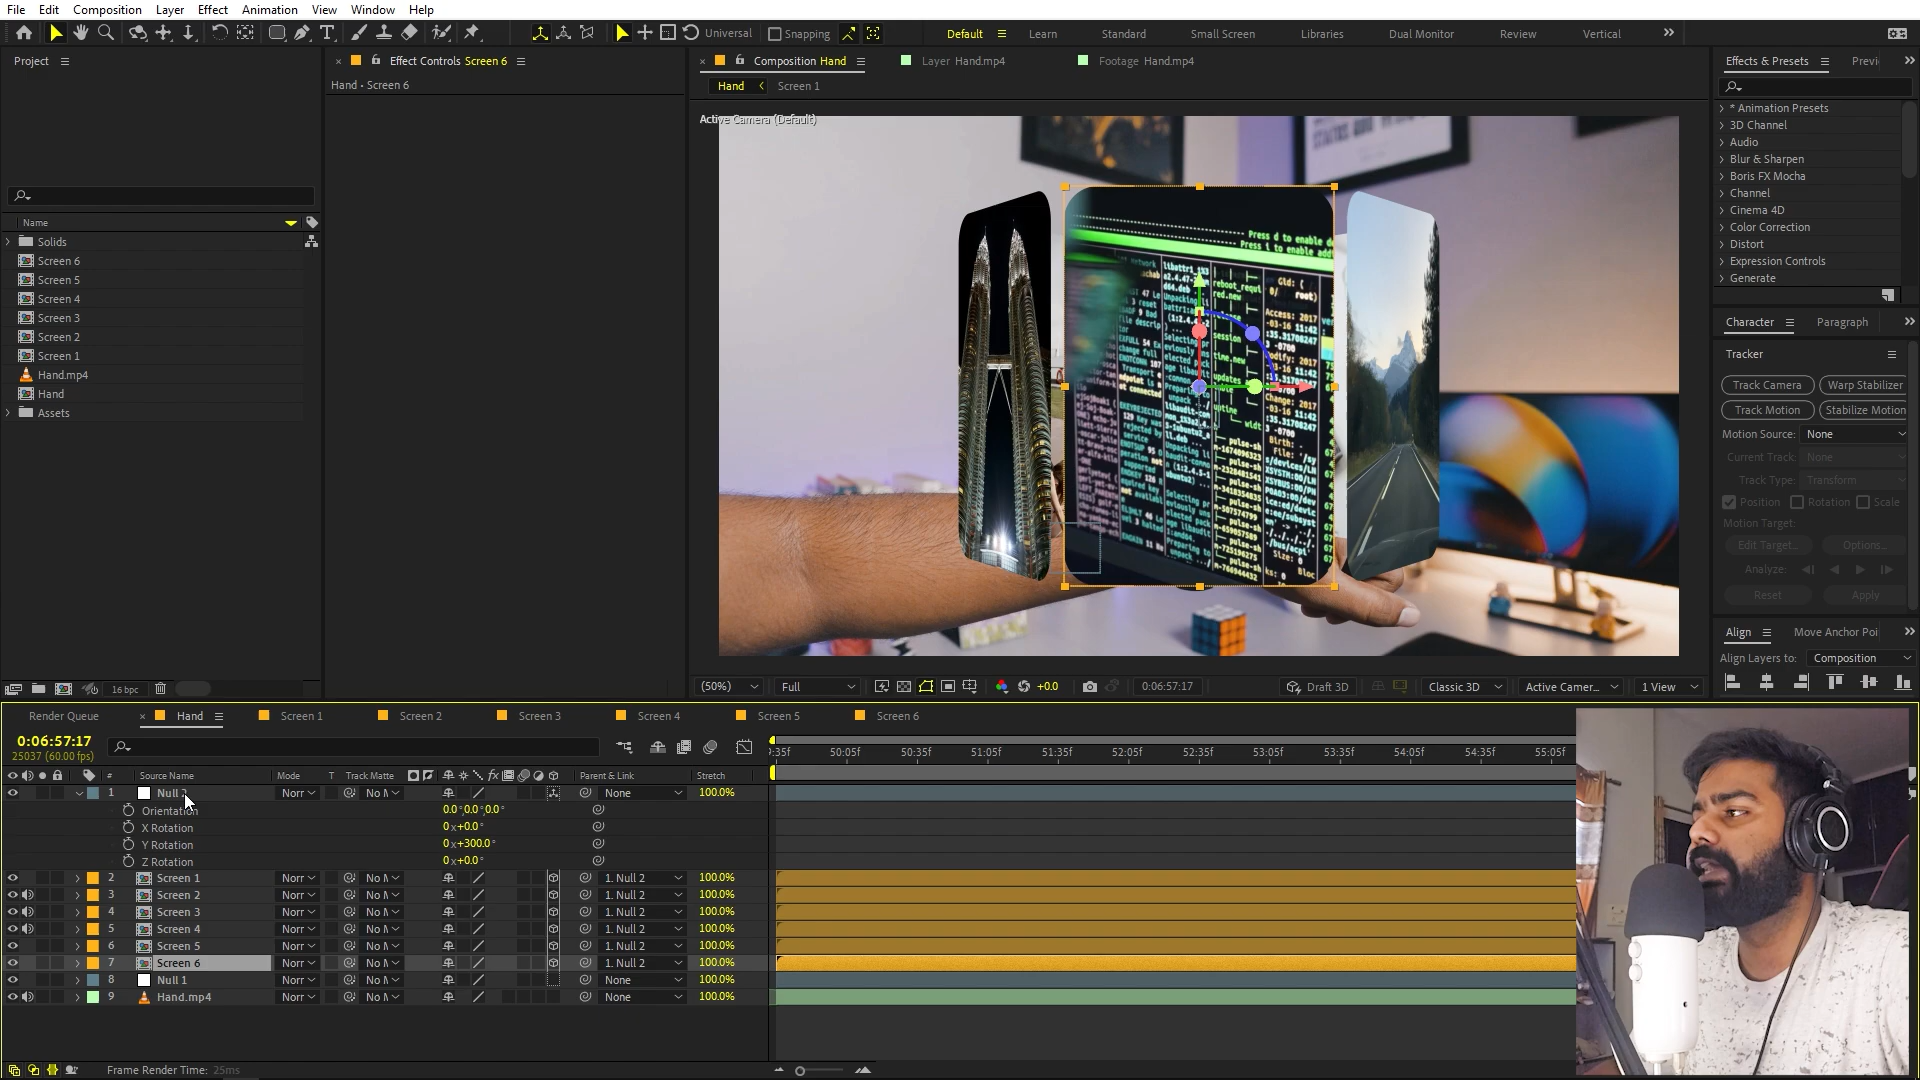 File Edit Composition Layer Effect Animation View Window Help
Universal Snapping Default Learn Standard Small Screen Libraries Dual Monitor Review Vertical
Project
Effect Controls Screen 6
Composition Hand
Layer Hand.mp4
Footage Hand.mp4
Effects & Presets
Hand • Screen 6
Hand Screen 1
Active Camera (Default)
* Animation Presets
3D Channel
Audio
Blur & Sharpen
Boris FX Mocha
Channel
Cinema 4D
Color Correction
Distort
Expression Controls
Generate
Name
Solids
Screen 6
Screen 5
Screen 4
Screen 3
Screen 2
Screen 1
Hand.mp4
Hand
Assets
Press d to enable
Press i to enable
Character Paragraph
Tracker
Track Camera Warp Stabilizer
Track Motion Stabilize Motion
Motion Source: None
Current Track: None
Track Type: Transform
Position Rotation Scale
Motion Target:
Edit Target... Options...
Analyze:
Reset Apply
Align Move Anchor Poi
Align Layers to: Composition
16 bpc
(50%) Full +0.0 0:06:57:17 Draft 3D Classic 3D Active Camer... 1 View
Render Queue Hand Screen 1 Screen 2 Screen 3 Screen 4 Screen 5 Screen 6
0:06:57:17
25037 (60.00 fps)
50:05f 50:35f 51:05f 51:35f 52:05f 52:35f 53:05f 53:35f 54:05f 54:35f 55:05f
# Source Name Mode T Track Matte Parent & Link Stretch
1 Null 2 Norr No M None 100.0%
Orientation 0.0°,0.0°,0.0°
X Rotation 0x+0.0°
Y Rotation 0x+300.0°
Z Rotation 0x+0.0°
2 Screen 1 Norr No M 1. Null 2 100.0%
3 Screen 2 Norr No M 1. Null 2 100.0%
4 Screen 3 Norr No M 1. Null 2 100.0%
5 Screen 4 Norr No M 1. Null 2 100.0%
6 Screen 5 Norr No M 1. Null 2 100.0%
7 Screen 6 Norr No M 1. Null 2 100.0%
8 Null 1 Norr No M None 100.0%
9 Hand.mp4 Norr No M None 100.0%
Frame Render Time: 25ms